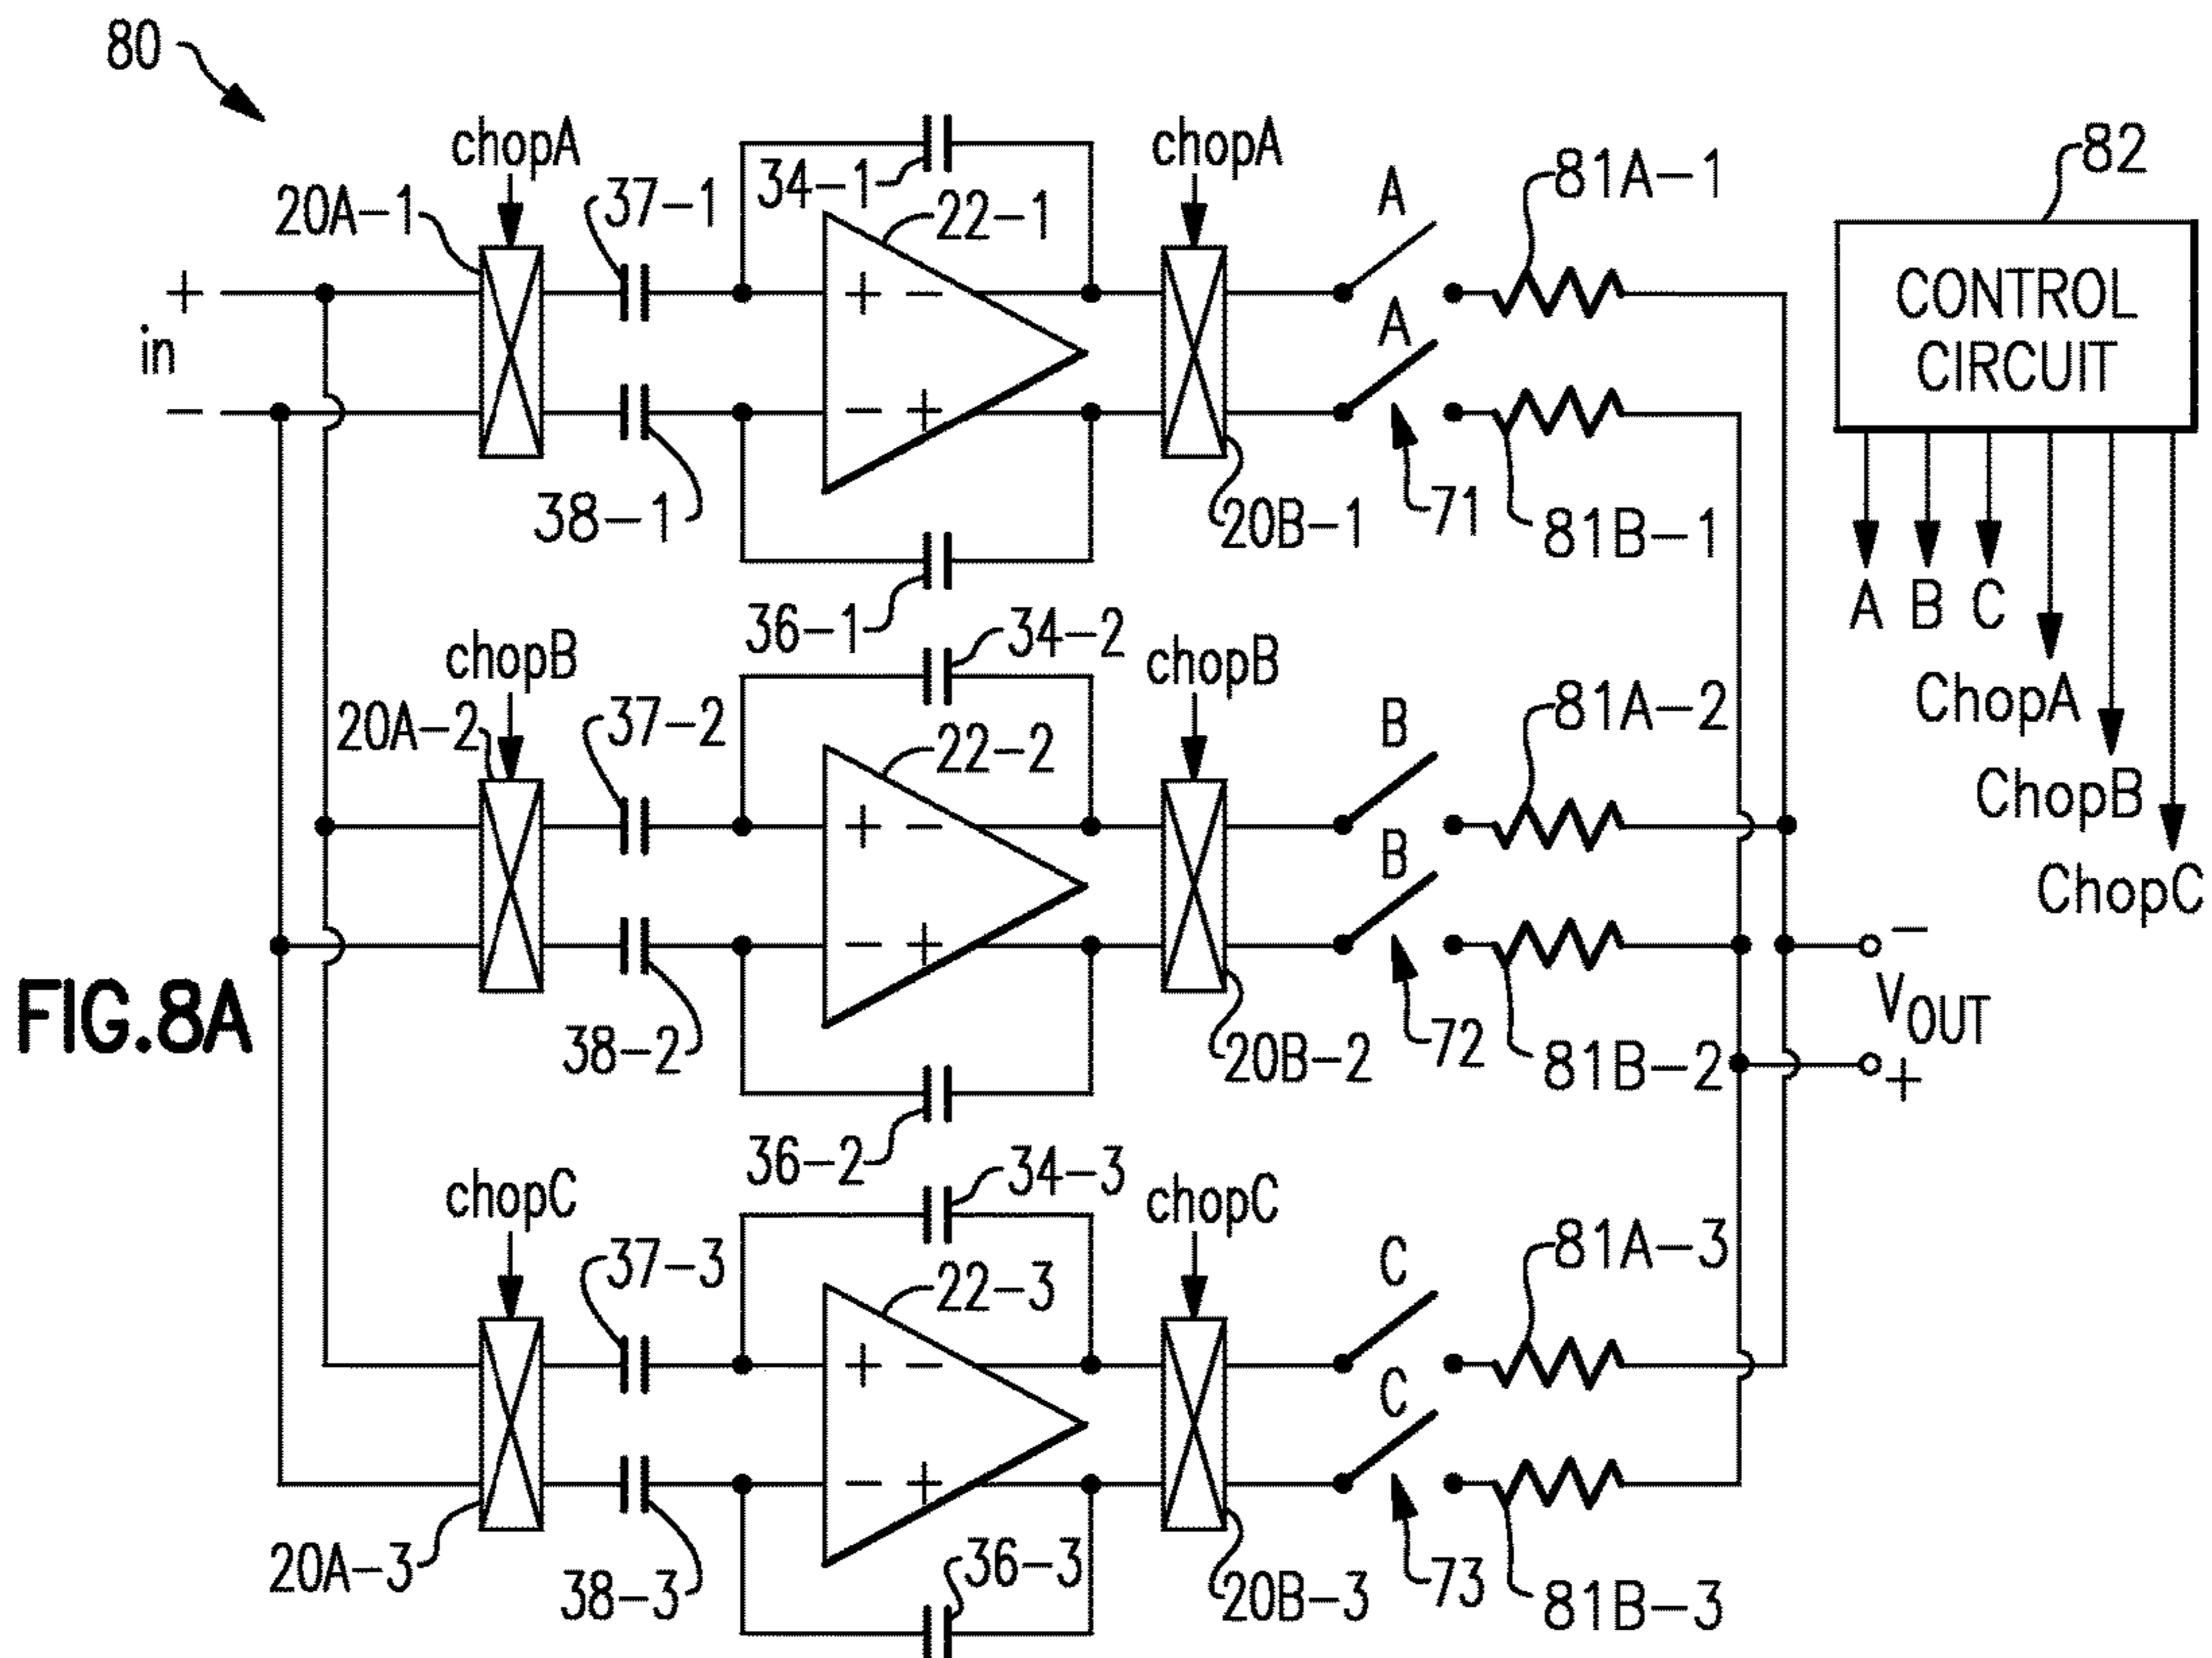 80
chopA
chopA
34-1
37-1
20A-1
22-1
A
81A-1
82
+
+ -
in
A
CONTROL
CIRCUIT
-
- +
38-1
20B-1
71
81B-1
36-1
A B C
34-2
chopB
chopB
37-2
20A-2
22-2
B
81A-2
ChopA
+ -
B
ChopB
ChopC
- +
-
FIG.8A
VOUT
38-2
20B-2
72
81B-2
+
36-2
34-3
chopC
chopC
37-3
22-3
C
81A-3
+ -
C
- +
20A-3
38-3
36-3
20B-3
73
81B-3